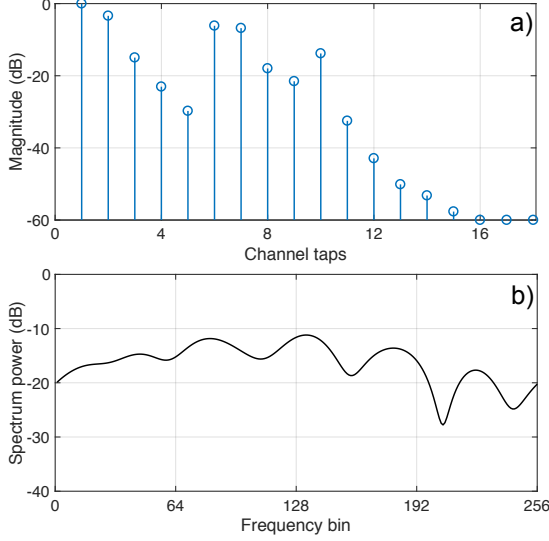 a)
0
-20
-40
-60
Magnitude (dB)
0 4 8 12 16
Channel taps
b)
0
-10
-20
-30
-40
Spectrum power (dB)
0 64 128 192 256
Frequency bin